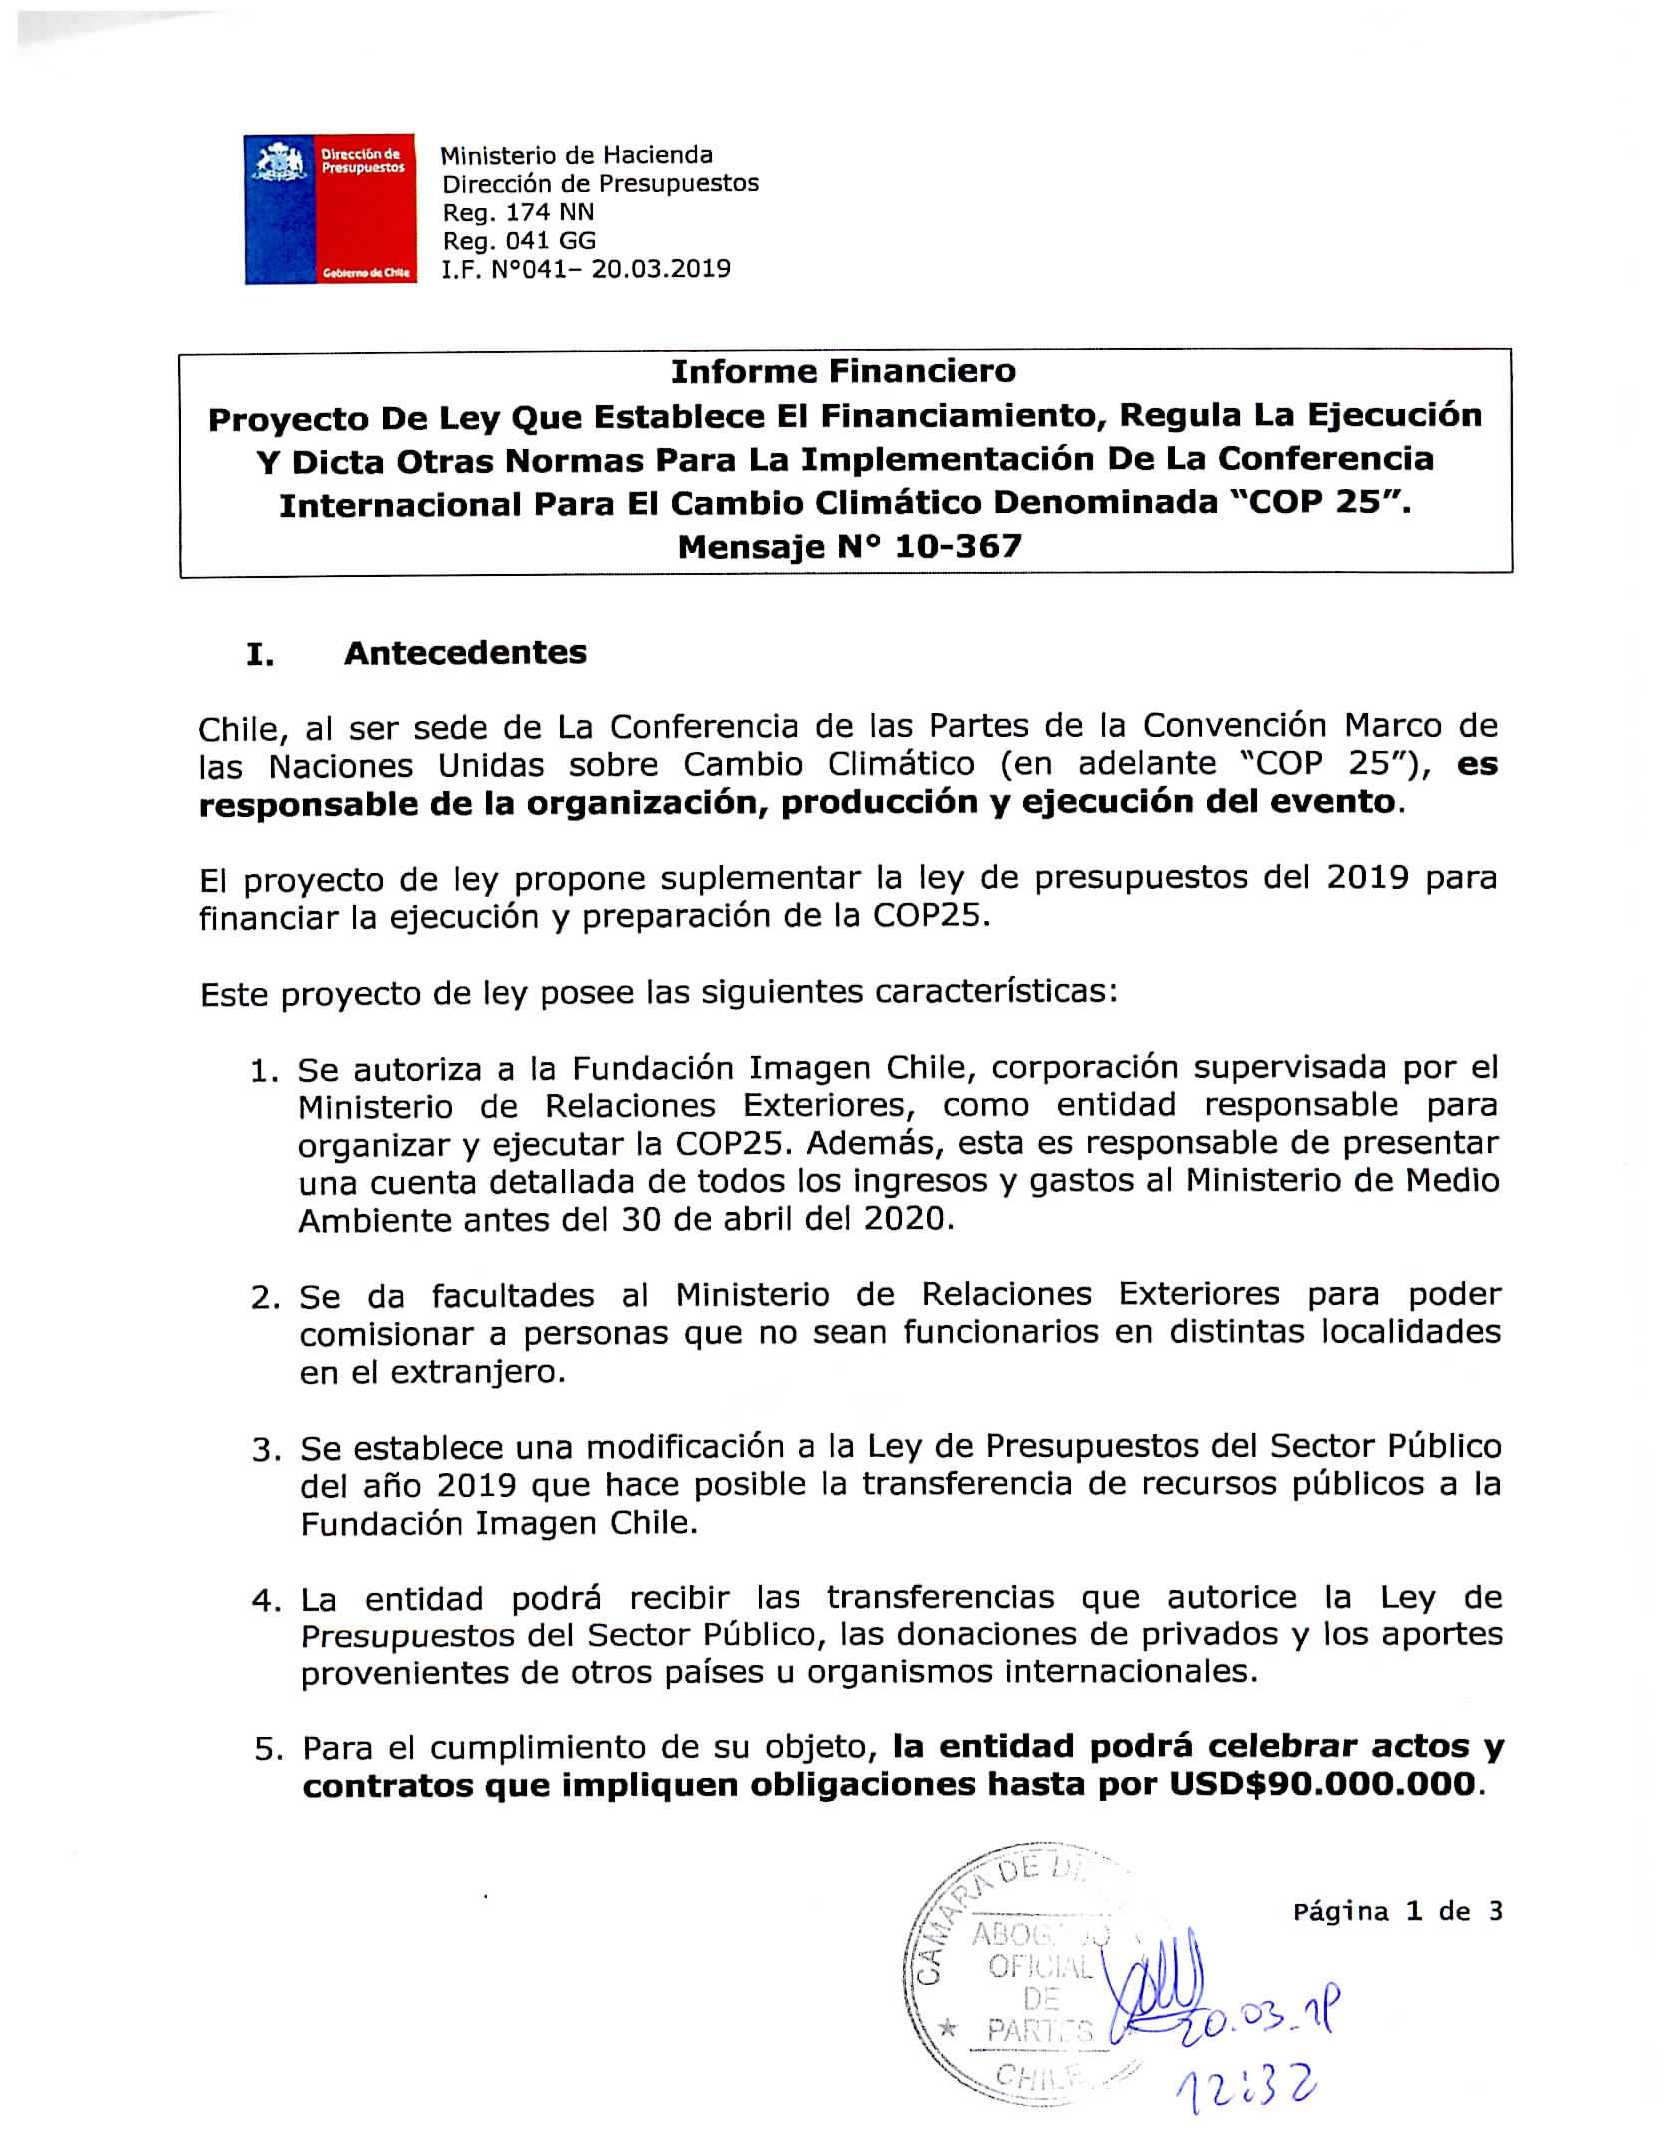 Dirección de
Presupuestos
Gobierno de Chile
Ministerio de Hacienda
Dirección de Presupuestos
Reg. 174 NN
Reg. 041 GG
I.F. N°041– 20.03.2019
Informe Financiero
Proyecto De Ley Que Establece El Financiamiento, Regula La Ejecución
Y Dicta Otras Normas Para La Implementación De La Conferencia
Internacional Para El Cambio Climático Denominada “COP 25”.
Mensaje Nº 10-367
I. Antecedentes
Chile, al ser sede de La Conferencia de las Partes de la Convención Marco de
las Naciones Unidas sobre Cambio Climático (en adelante “COP 25”), es
responsable de la organización, producción y ejecución del evento.
El proyecto de ley propone suplementar la ley de presupuestos del 2019 para
financiar la ejecución y preparación de la COP25.
Este proyecto de ley posee las siguientes características:
1. Se autoriza a la Fundación Imagen Chile, corporación supervisada por el
Ministerio de Relaciones Exteriores, como entidad responsable para
organizar y ejecutar la COP25. Además, esta es responsable de presentar
una cuenta detallada de todos los ingresos y gastos al Ministerio de Medio
Ambiente antes del 30 de abril del 2020.
2. Se da facultades al Ministerio de Relaciones Exteriores para poder
comisionar a personas que no sean funcionarios en distintas localidades
en el extranjero.
3. Se establece una modificación a la Ley de Presupuestos del Sector Público
del año 2019 que hace posible la transferencia de recursos públicos a la
Fundación Imagen Chile.
4. La entidad podrá recibir las transferencias que autorice la Ley de
Presupuestos del Sector Público, las donaciones de privados y los aportes
provenientes de otros países u organismos internacionales.
5. Para el cumplimiento de su objeto, la entidad podrá celebrar actos y
contratos que impliquen obligaciones hasta por USD$90.000.000.
Página 1 de 3
CAMARA DE
OFICIAL
DE
PARTES
CHILE
20.03.19
12:32